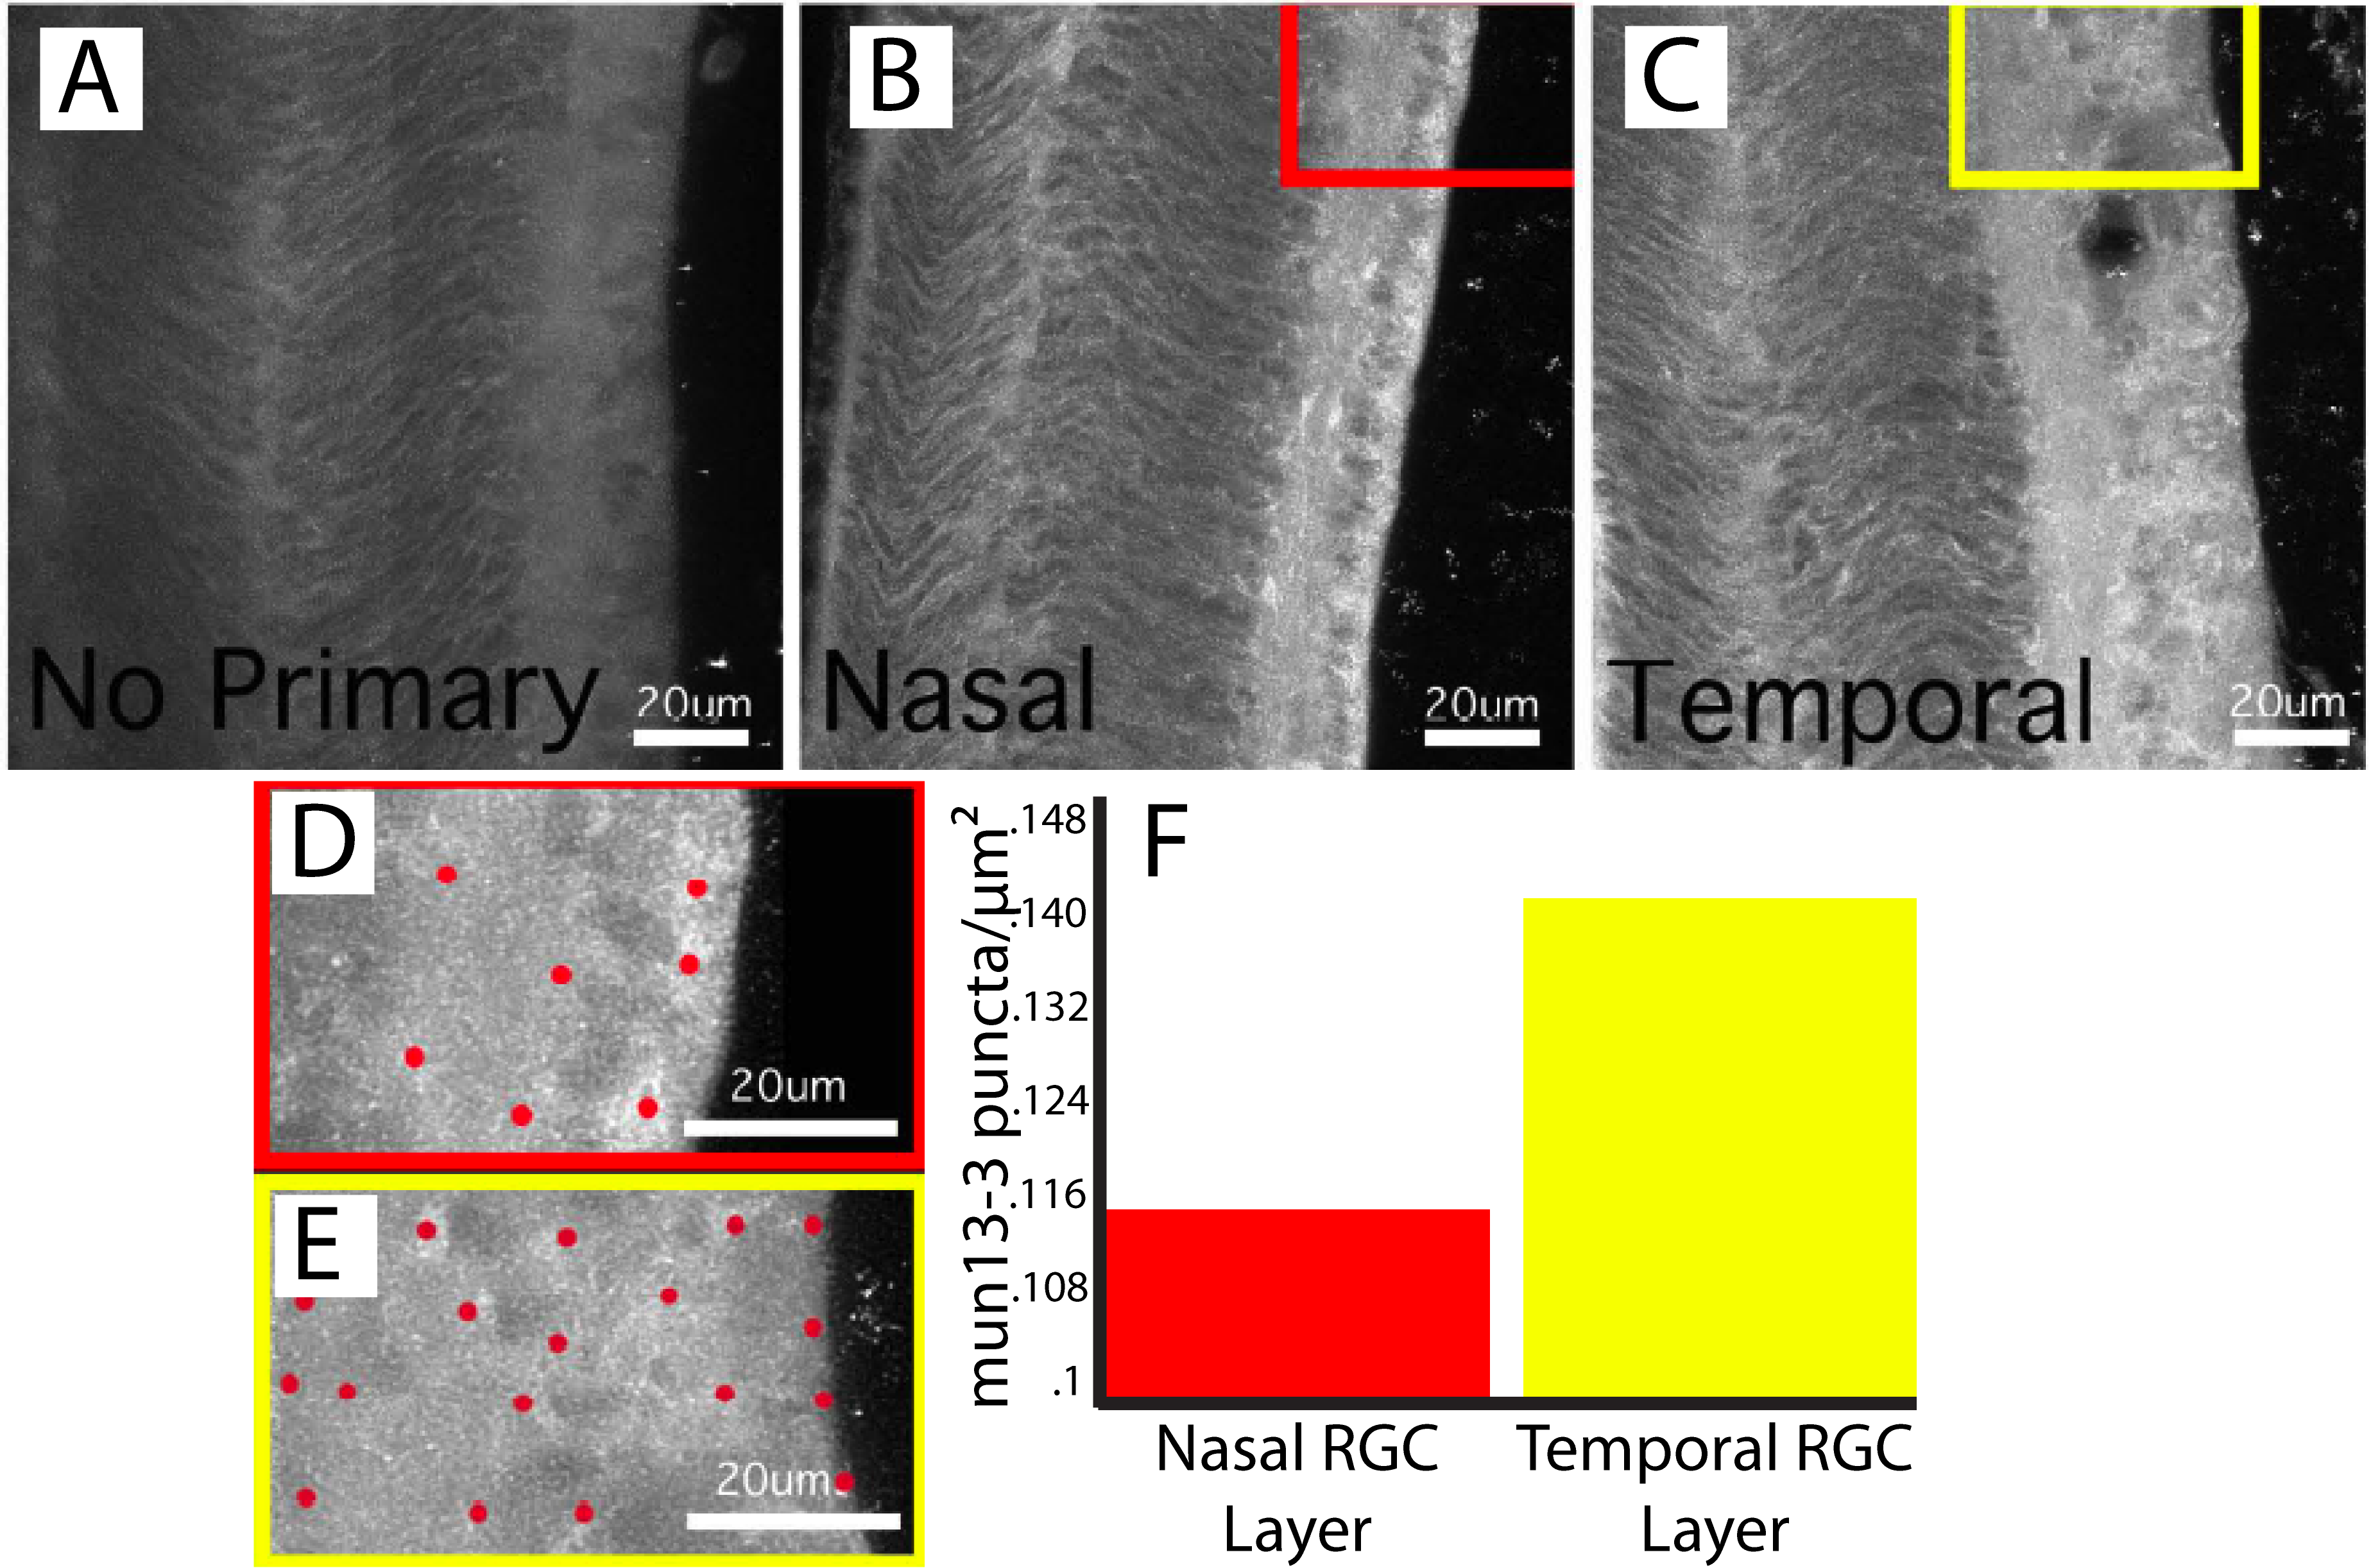 A
No Primary
20um
B
Nasal
20um
C
Temporal
20um
D
20um
E
20um
F
mun13-3 puncta/µm²
.148
.140
.132
.124
.116
.108
.1
Nasal RGC
Layer
Temporal RGC
Layer